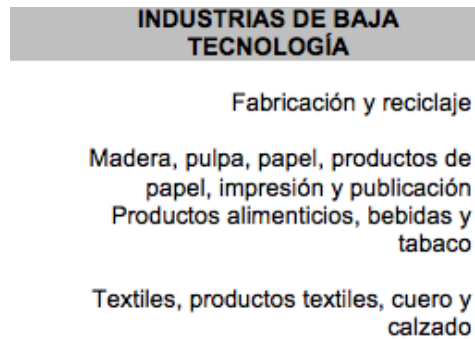 INDUSTRIAS DE BAJA
TECNOLOGÍA
Fabricación y reciclaje
Madera, pulpa, papel, productos de
papel, impresión y publicación
Productos alimenticios, bebidas y
tabaco
Textiles, productos textiles, cuero y
calzado